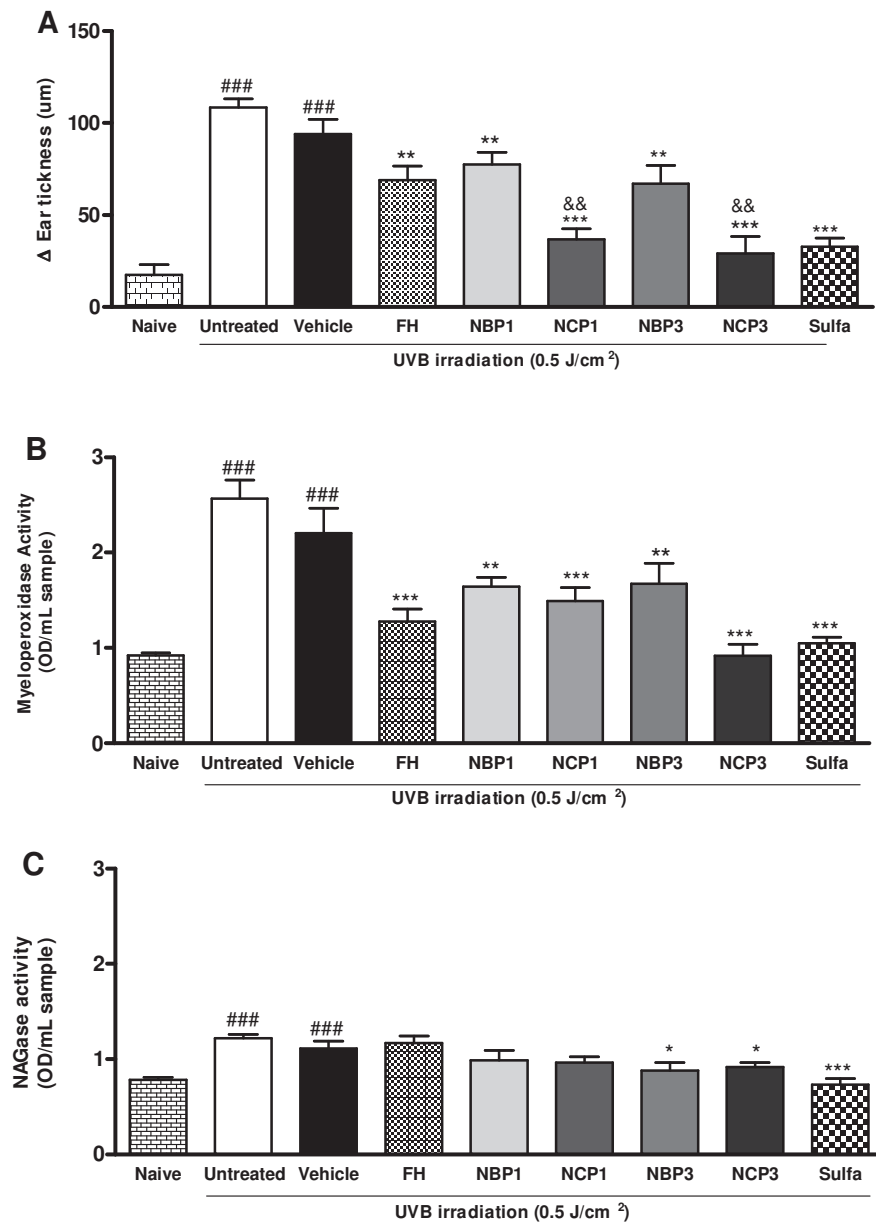 A
Δ Ear tickness (um)
150
100
50
0
###
###
**
**
&&
***
**
&&
***
***
Naive Untreated Vehicle FH NBP1 NCP1 NBP3 NCP3 Sulfa
UVB irradiation (0.5 J/cm ²)
B
Myeloperoxidase Activity
(OD/mL sample)
3
2
1
0
###
###
***
**
***
**
***
***
Naive Untreated Vehicle FH NBP1 NCP1 NBP3 NCP3 Sulfa
UVB irradiation (0.5 J/cm ²)
C
NAGase activity
(OD/mL sample)
3
2
1
0
###
###
*
*
***
Naive Untreated Vehicle FH NBP1 NCP1 NBP3 NCP3 Sulfa
UVB irradiation (0.5 J/cm ²)